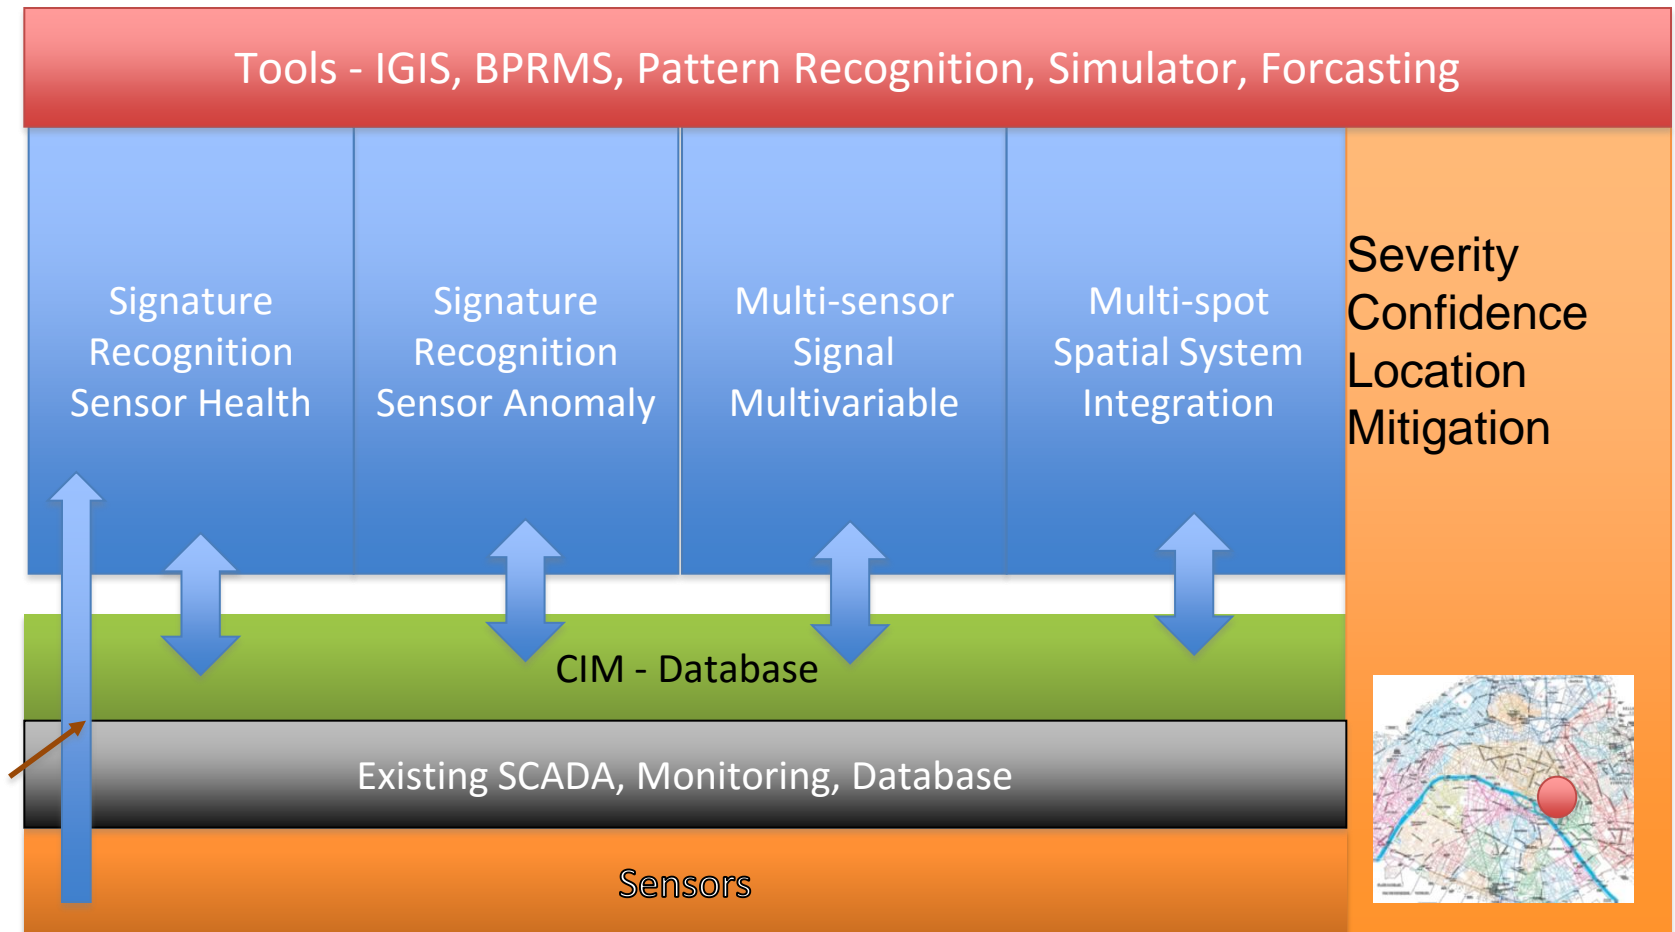 Tools - IGIS, BPRMS, Pattern Recognition, Simulator, Forcasting
Signature
Recognition
Sensor Health
Signature
Recognition
Sensor Anomaly
Multi-sensor
Signal
Multivariable
Multi-spot
Spatial System
Integration
Severity
Confidence
Location
Mitigation
CIM - Database
Existing SCADA, Monitoring, Database
Sensors